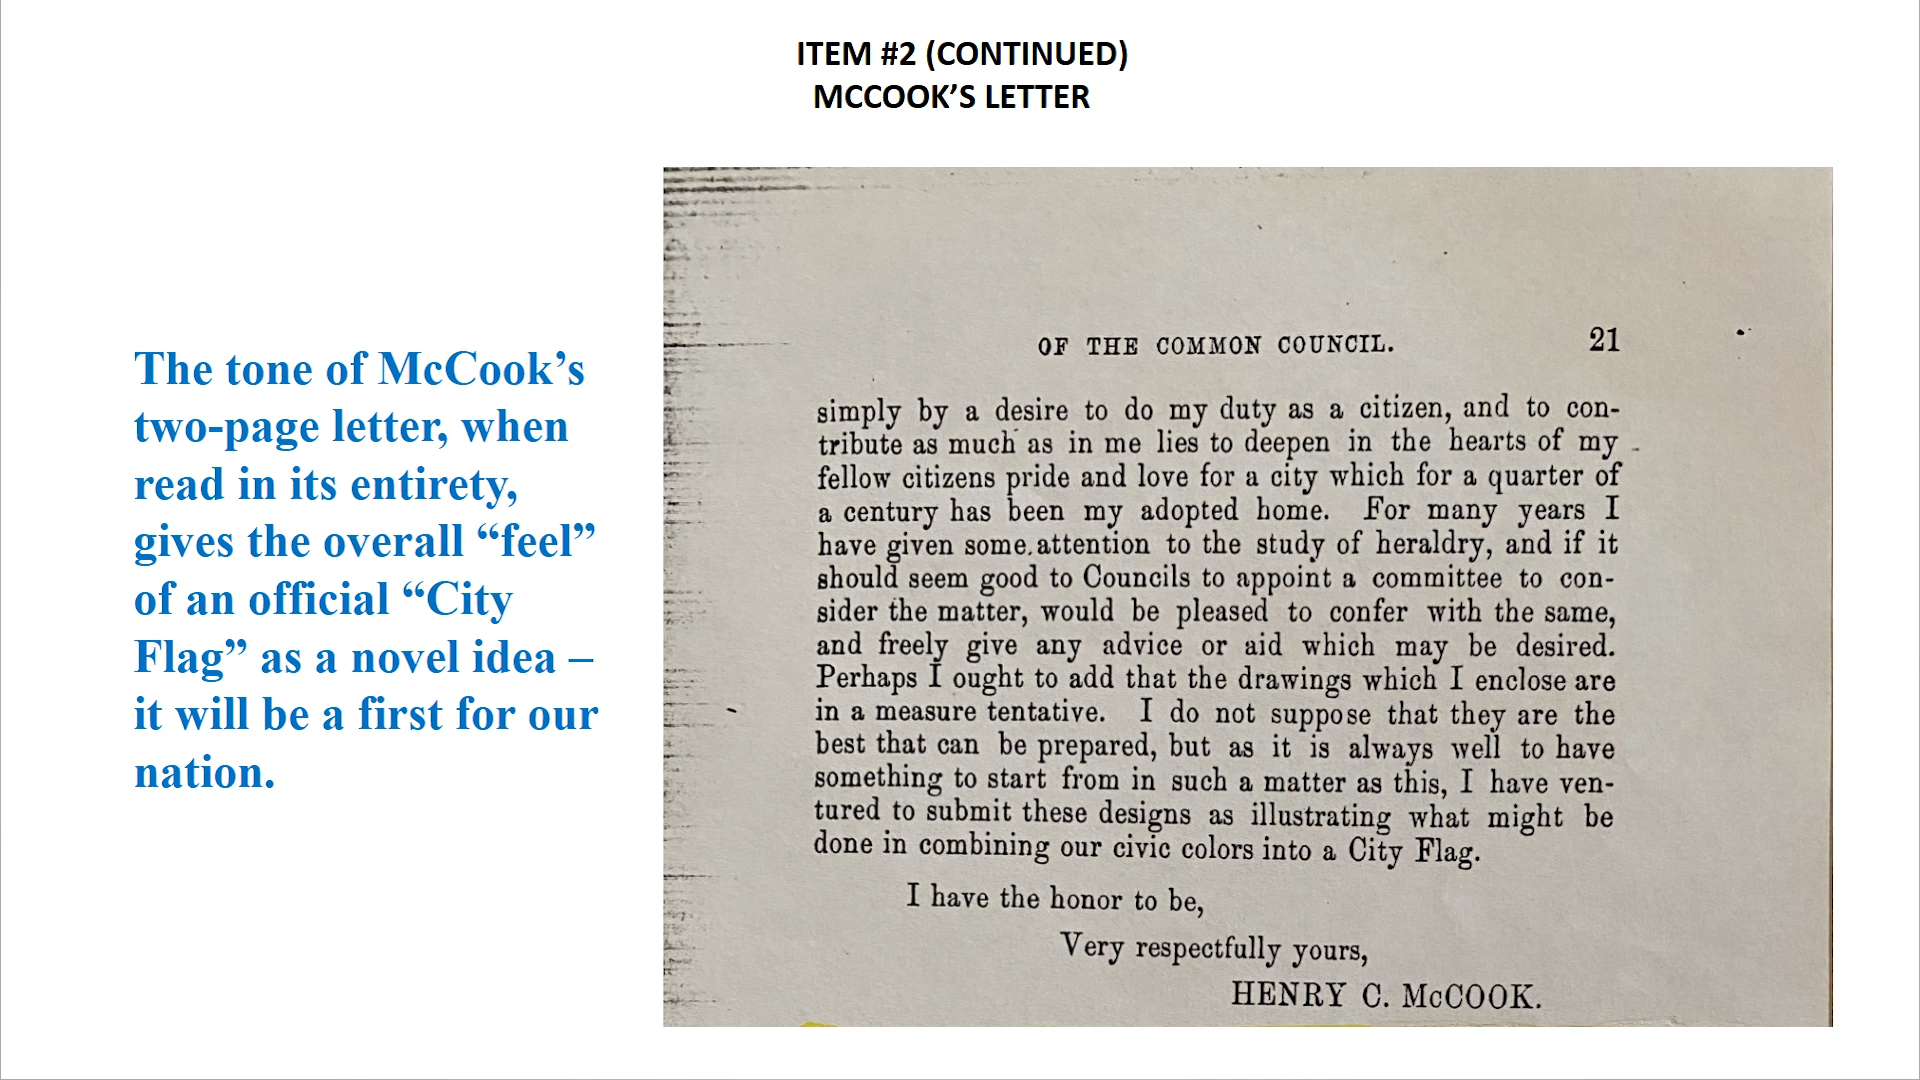 ITEM #2 (CONTINUED)
MCCOOK’S LETTER
The tone of McCook’s
two-page letter, when
read in its entirety,
gives the overall “feel”
of an official “City
Flag” as a novel idea –
it will be a first for our
nation.
OF THE COMMON COUNCIL. 21
simply by a desire to do my duty as a citizen, and to con-
tribute as much as in me lies to deepen in the hearts of my
fellow citizens pride and love for a city which for a quarter of
a century has been my adopted home. For many years I
have given some attention to the study of heraldry, and if it
should seem good to Councils to appoint a committee to con-
sider the matter, would be pleased to confer with the same,
and freely give any advice or aid which may be desired.
Perhaps I ought to add that the drawings which I enclose are
in a measure tentative. I do not suppose that they are the
best that can be prepared, but as it is always well to have
something to start from in such a matter as this, I have ven-
tured to submit these designs as illustrating what might be
done in combining our civic colors into a City Flag.
I have the honor to be,
Very respectfully yours,
HENRY C. McCOOK.